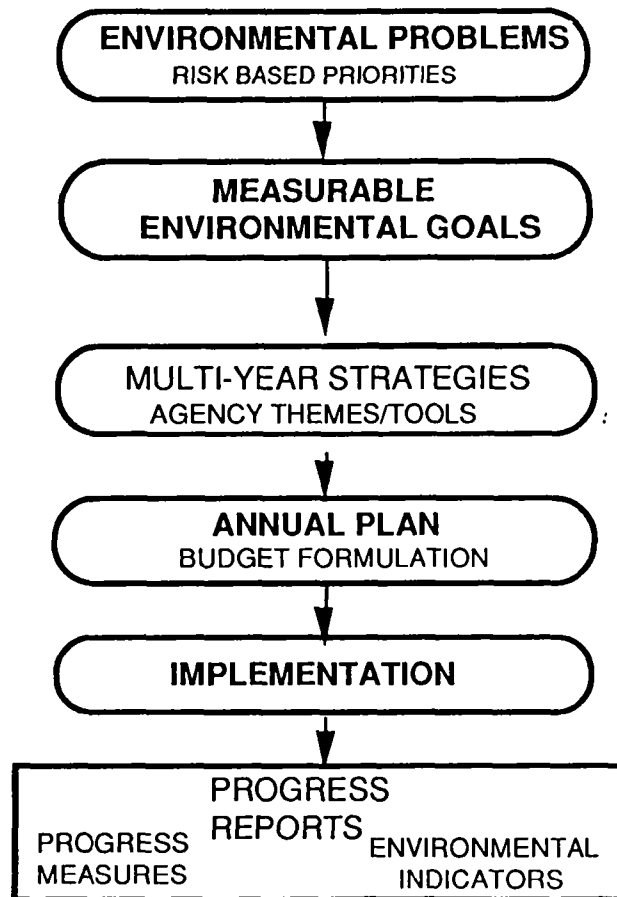 ENVIRONMENTAL PROBLEMS
RISK BASED PRIORITIES
MEASURABLE
ENVIRONMENTAL GOALS
MULTI-YEAR STRATEGIES
AGENCY THEMES/TOOLS
ANNUAL PLAN
BUDGET FORMULATION
IMPLEMENTATION
PROGRESS
REPORTS
PROGRESS
MEASURES
ENVIRONMENTAL
INDICATORS